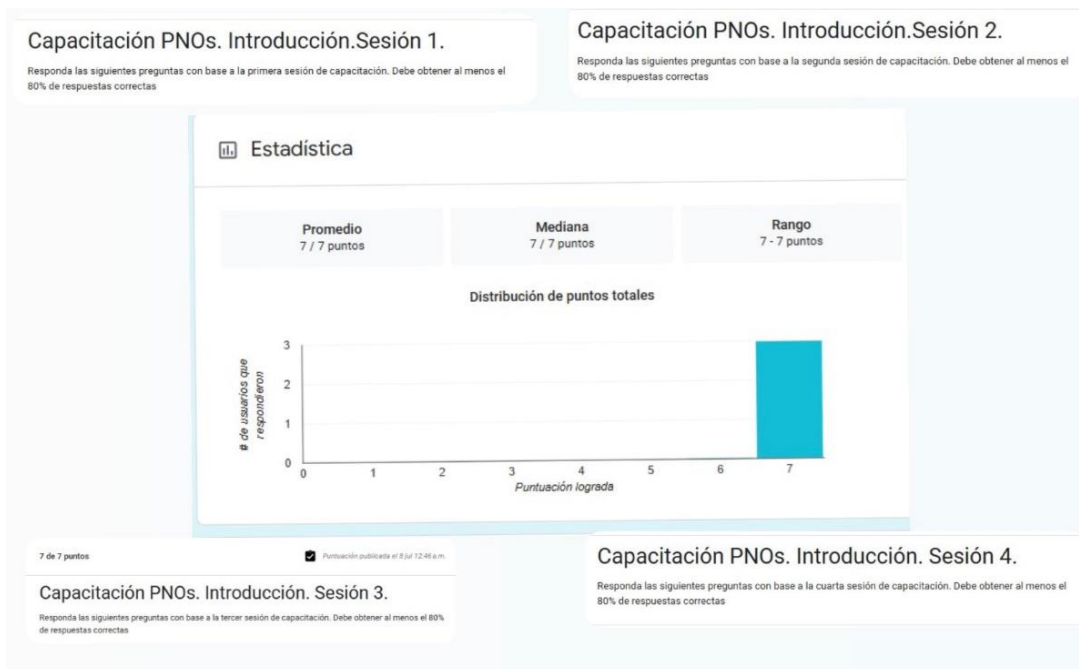 Capacitación PNOs. Introducción.Sesión 1.
Responda las siguientes preguntas con base a la primera sesión de capacitación. Debe obtener al menos el
80% de respuestas correctas
Capacitación PNOs. Introducción.Sesión 2.
Responda las siguientes preguntas con base a la segunda sesión de capacitación. Debe obtener al menos el
80% de respuestas correctas
Estadística
Promedio
7 / 7 puntos
Mediana
7 / 7 puntos
Rango
7 - 7 puntos
Distribución de puntos totales
# de usuarios que
respondieron
3
2
1
0
0 1 2 3 4 5 6 7
Puntuación lograda
7 de 7 puntos
Puntuación publicada el 8 jul 12:46 a.m.
Capacitación PNOs. Introducción. Sesión 3.
Responda las siguientes preguntas con base a la tercer sesión de capacitación. Debe obtener al menos el 80%
de respuestas correctas
Capacitación PNOs. Introducción. Sesión 4.
Responda las siguientes preguntas con base a la cuarta sesión de capacitación. Debe obtener al menos el
80% de respuestas correctas